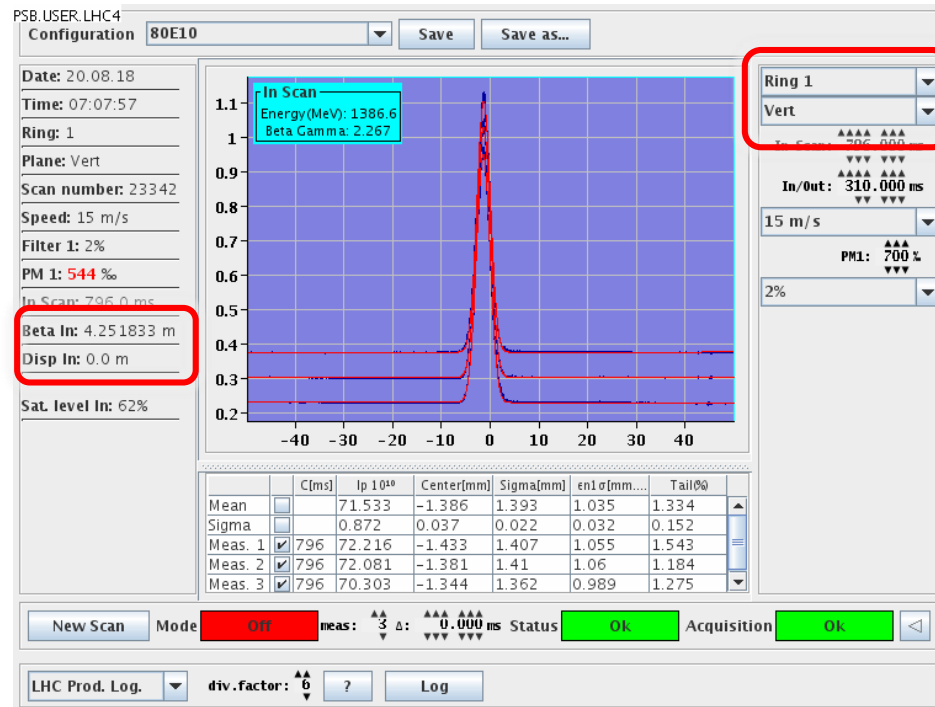 PSB.USER.LHC4
Configuration 80E10 Save Save as...
Date: 20.08.18
Time: 07:07:57
Ring: 1
Plane: Vert
Scan number: 23342
Speed: 15 m/s
Filter 1: 2%
PM 1: 544 ‰
In Scan: 796.0 ms
Beta In: 4.251833 m
Disp In: 0.0 m
Sat. level In: 62%
In Scan
Energy(MeV): 1386.6
Beta Gamma: 2.267
1.1
1
0.9
0.8
0.7
0.6
0.5
0.4
0.3
0.2
-40 -30 -20 -10 0 10 20 30 40
Ring 1
Vert
In Scan: 796.000 ms
In/Out: 310.000 ms
15 m/s
PM1: 700 ‰
2%
C[ms] Ip 10¹⁰ Center[mm] Sigma[mm] εn1σ[mm.... Tail(%)
Mean 71.533 -1.386 1.393 1.035 1.334
Sigma 0.872 0.037 0.022 0.032 0.152
Meas. 1 796 72.216 -1.433 1.407 1.055 1.543
Meas. 2 796 72.081 -1.381 1.41 1.06 1.184
Meas. 3 796 70.303 -1.344 1.362 0.989 1.275
New Scan Mode Off meas: 3 Δ: 0.000 ms Status Ok Acquisition Ok
LHC Prod. Log. div.factor: 6 ? Log